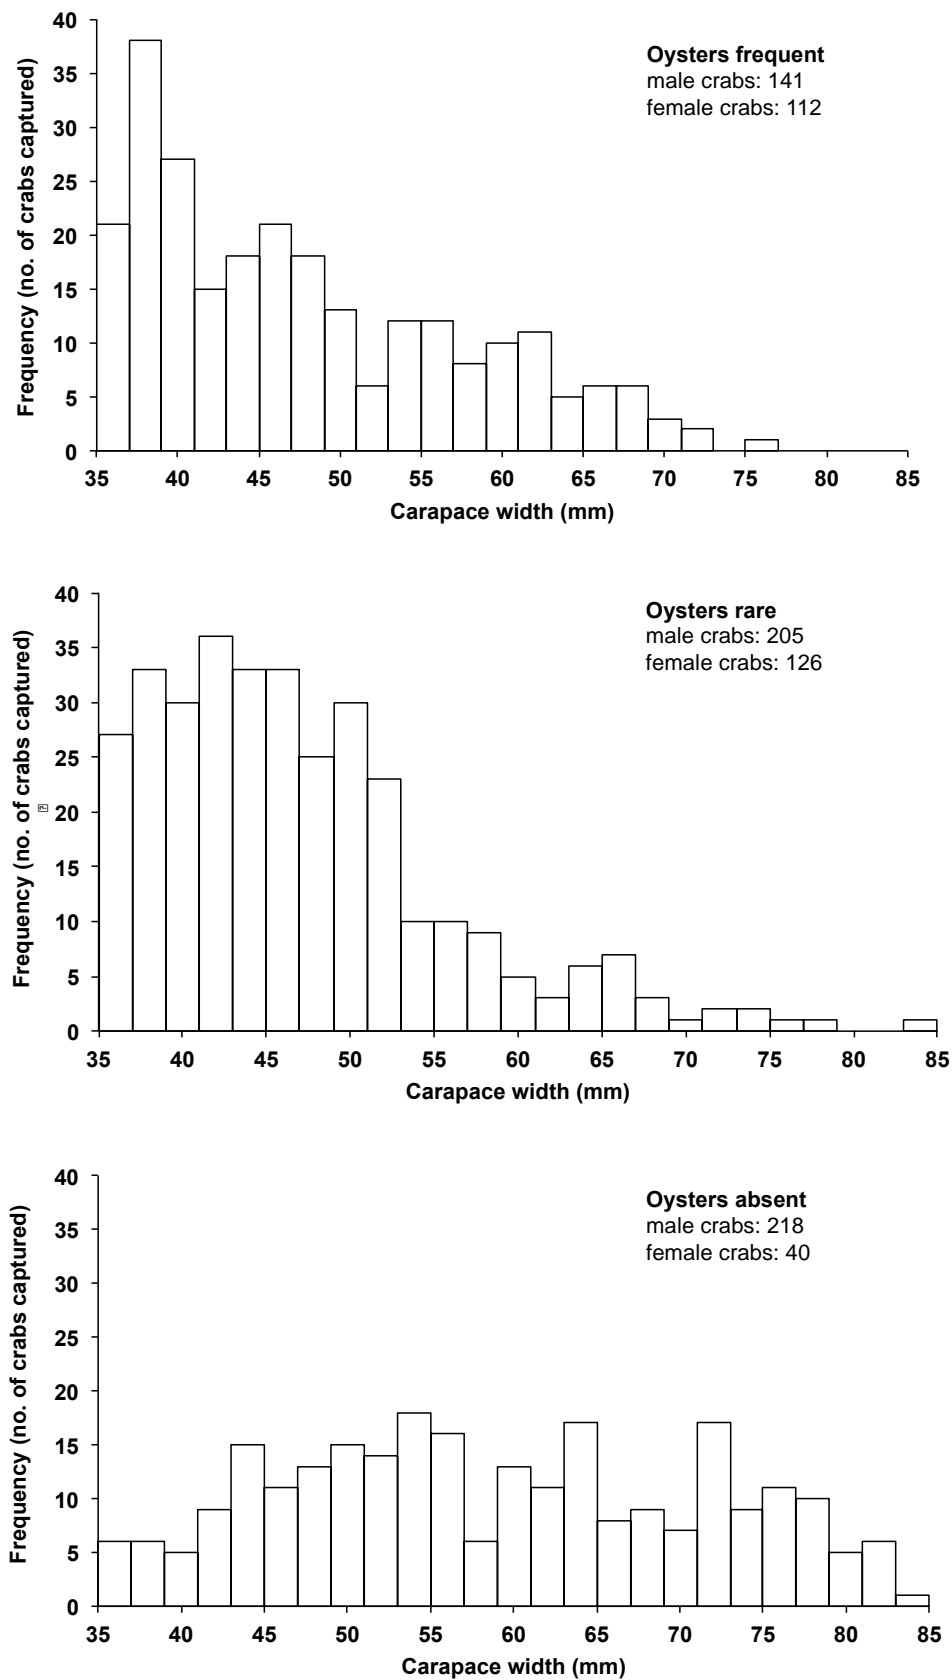 Oysters frequent
male crabs: 141
female crabs: 112
Frequency (no. of crabs captured)
40
35
30
25
20
15
10
5
0
35 40 45 50 55 60 65 70 75 80 85
Carapace width (mm)
Oysters rare
male crabs: 205
female crabs: 126
Frequency (no. of crabs captured)
40
35
30
25
20
15
10
5
0
35 40 45 50 55 60 65 70 75 80 85
Carapace width (mm)
Oysters absent
male crabs: 218
female crabs: 40
Frequency (no. of crabs captured)
40
35
30
25
20
15
10
5
0
35 40 45 50 55 60 65 70 75 80 85
Carapace width (mm)